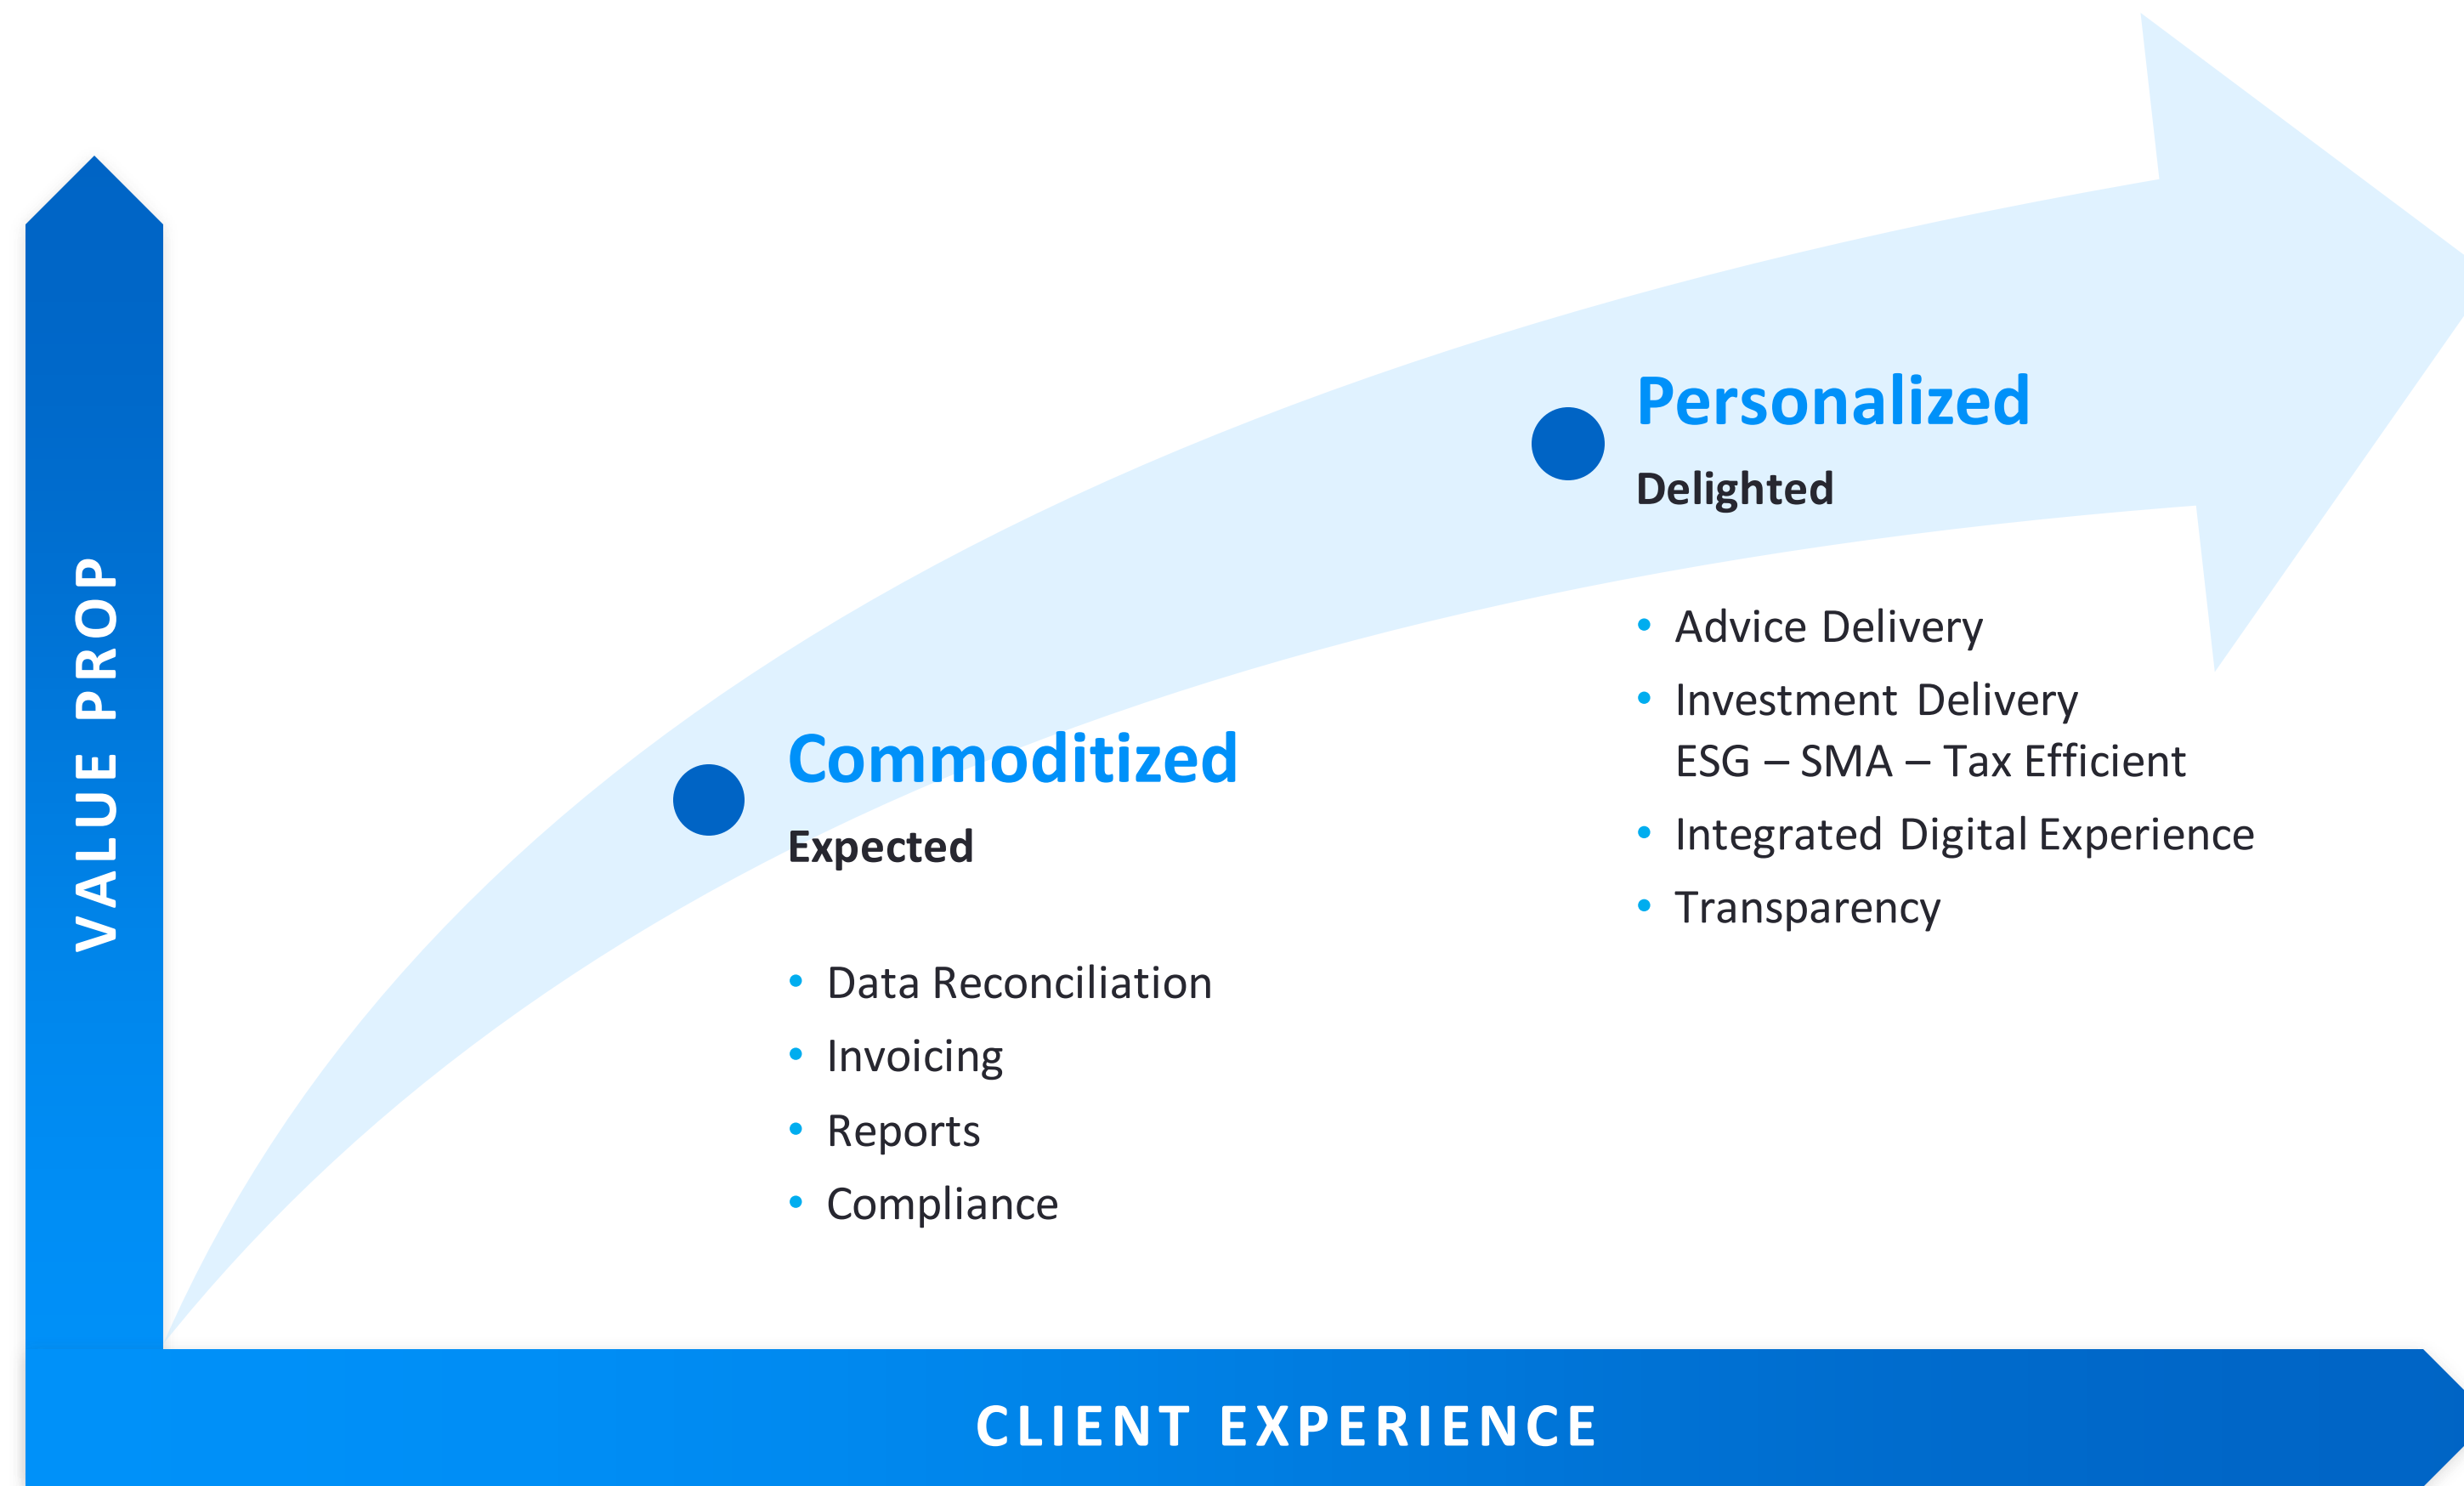 VALUE PROP
Personalized
Delighted
• Advice Delivery
• Investment Delivery
ESG – SMA – Tax Efficient
• Integrated Digital Experience
• Transparency
Commoditized
Expected
• Data Reconciliation
• Invoicing
• Reports
• Compliance
CLIENT EXPERIENCE